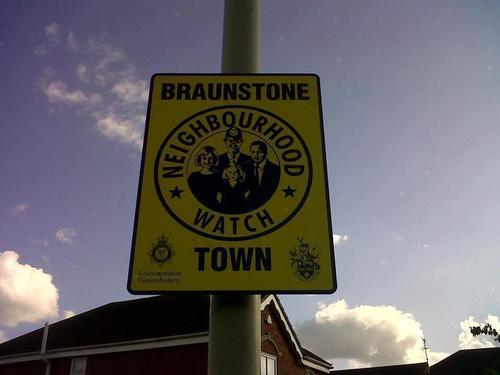 BRAUNSTONE
NEIGHBOURHOOD
WATCH
TOWN
Leicestershire
Constabulary